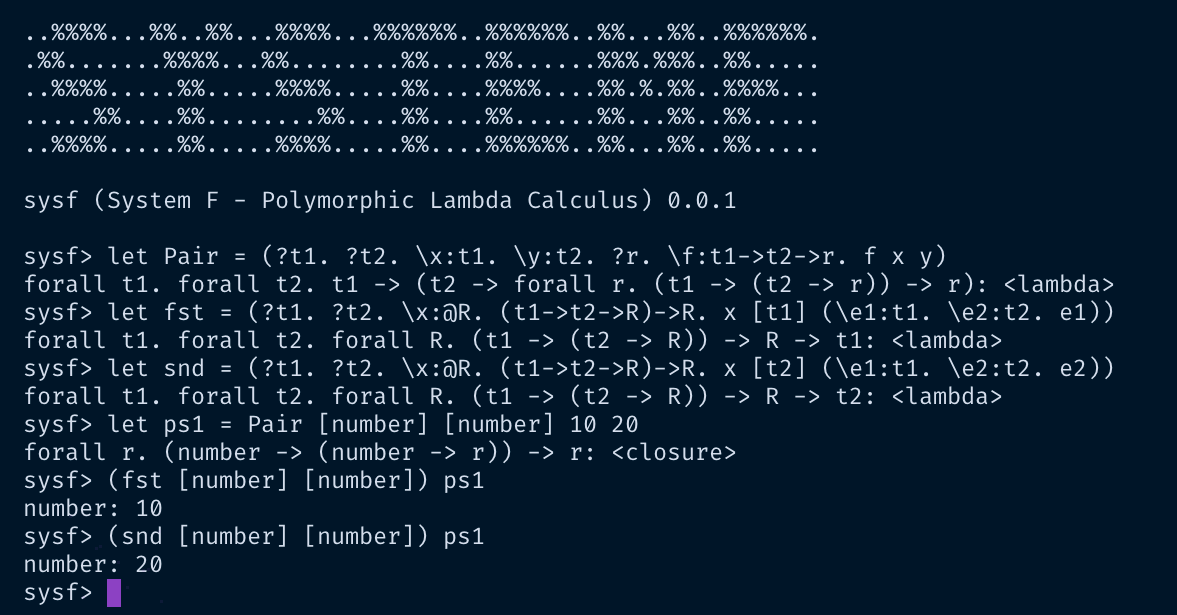 ..%%%%...%%..%%...%%%%...%%%%%%..%%%%%%..%%...%%..%%%%%%.
.%%.......%%%%...%%........%%....%%......%%%.%%%..%%.....
..%%%%.....%%.....%%%%.....%%....%%%%....%%.%.%%..%%%%...
.....%%....%%........%%....%%....%%......%%...%%..%%.....
..%%%%.....%%.....%%%%.....%%....%%%%%%..%%...%%..%%.....
sysf (System F - Polymorphic Lambda Calculus) 0.0.1
sysf> let Pair = (?t1. ?t2. \x:t1. \y:t2. ?r. \f:t1->t2->r. f x y)
forall t1. forall t2. t1 -> (t2 -> forall r. (t1 -> (t2 -> r)) -> r): <lambda>
sysf> let fst = (?t1. ?t2. \x:@R. (t1->t2->R)->R. x [t1] (\e1:t1. \e2:t2. e1))
forall t1. forall t2. forall R. (t1 -> (t2 -> R)) -> R -> t1: <lambda>
sysf> let snd = (?t1. ?t2. \x:@R. (t1->t2->R)->R. x [t2] (\e1:t1. \e2:t2. e2))
forall t1. forall t2. forall R. (t1 -> (t2 -> R)) -> R -> t2: <lambda>
sysf> let ps1 = Pair [number] [number] 10 20
forall r. (number -> (number -> r)) -> r: <closure>
sysf> (fst [number] [number]) ps1
number: 10
sysf> (snd [number] [number]) ps1
number: 20
sysf>